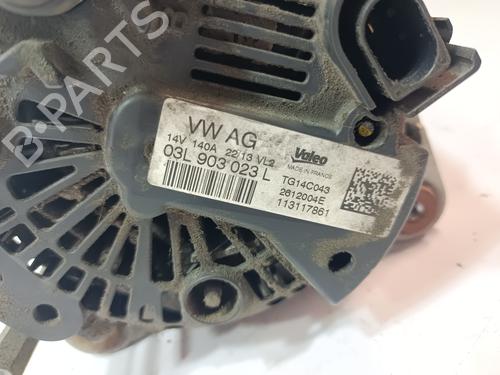 VW AG
14V 140A 22/13 VL2
03L 903 023 L
Valeo
MADE IN FRANCE
TG14C043
2612004E
113117861
B-PARTS